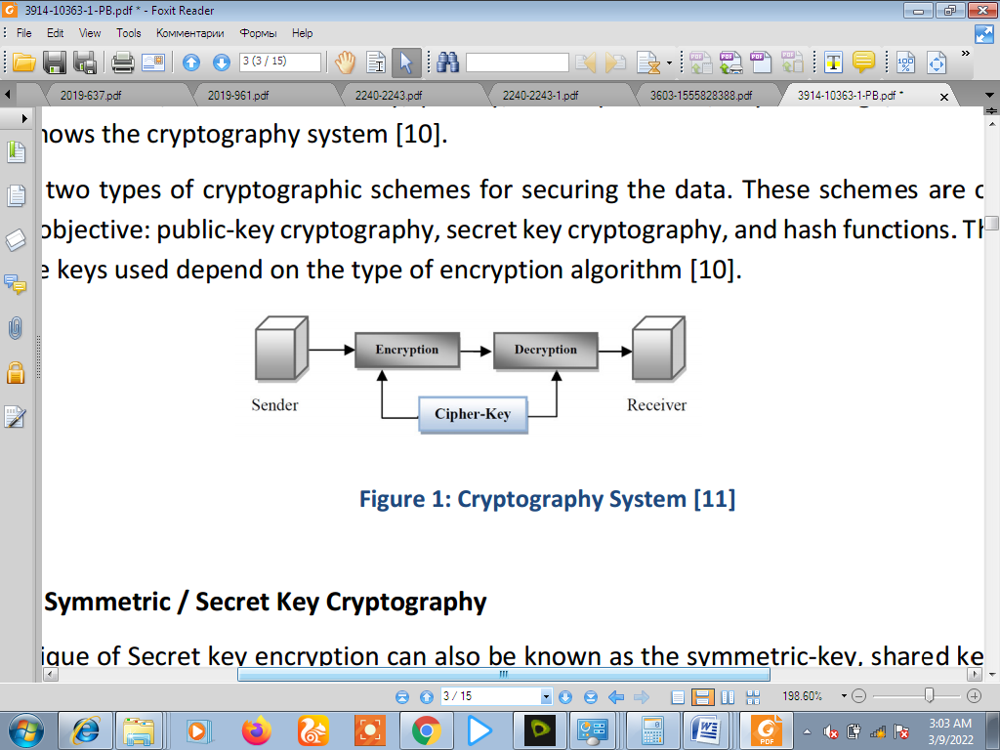 3914-10363-1-PB.pdf * - Foxit Reader
File Edit View Tools Комментарии Формы Help
3 (3 / 15)
2019-637.pdf 2019-961.pdf 2240-2243.pdf 2240-2243-1.pdf 3603-1555828388.pdf 3914-10363-1-PB.pdf *
hows the cryptography system [10].
two types of cryptographic schemes for securing the data. These schemes are
objective: public-key cryptography, secret key cryptography, and hash functions.
e keys used depend on the type of encryption algorithm [10].
Encryption Decryption
Sender Cipher-Key Receiver
Figure 1: Cryptography System [11]
Symmetric / Secret Key Cryptography
ique of Secret key encryption can also be known as the symmetric-key, shared ke
3 / 15 198.60%
3:03 AM
3/9/2022